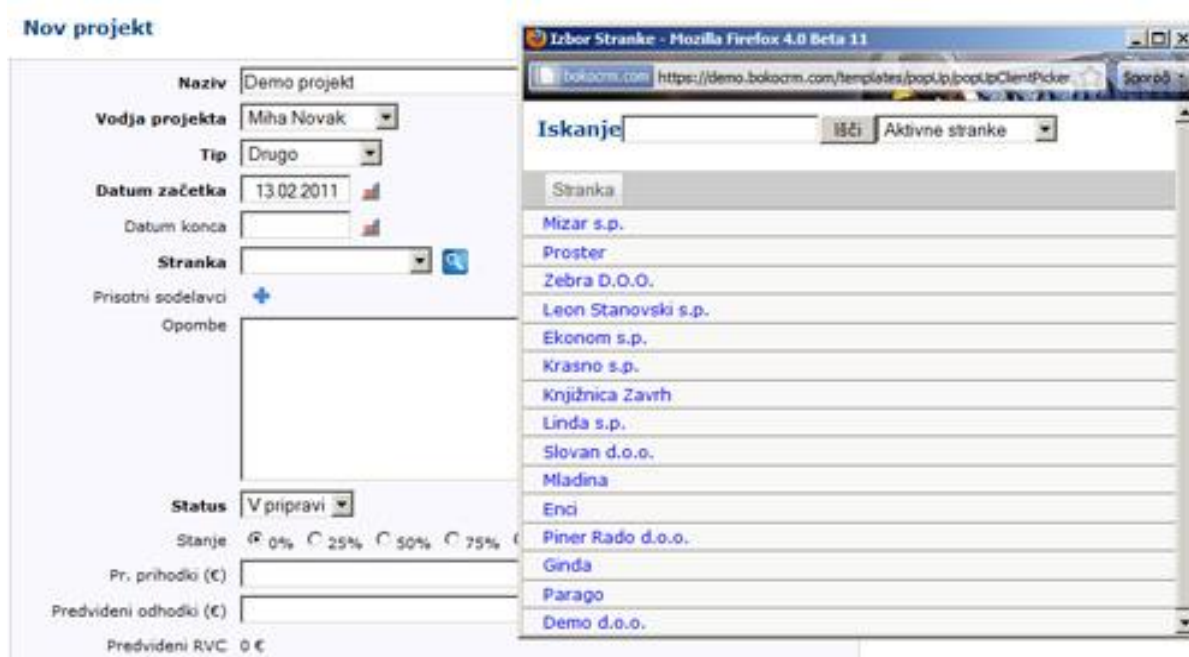 Nov projekt
Naziv Demo projekt
Vodja projekta Miha Novak
Tip Drugo
Datum začetka 13.02.2011
Datum konca
Stranka
Prisotni sodelavci
Opombe
Status V pripravi
Stanje 0% 25% 50% 75%
Pr. prihodki (€)
Predvideni odhodki (€)
Predvideni RVC 0 €
Izbor Stranke - Mozilla Firefox 4.0 Beta 11
bokocrm.com https://demo.bokocrm.com/templates/popUp/popUpClientPicker
Iskanje Išči Aktivne stranke
Stranka
Mizar s.p.
Proster
Zebra D.O.O.
Leon Stanovski s.p.
Ekonom s.p.
Krasno s.p.
Knjižnica Zavrh
Linda s.p.
Slovan d.o.o.
Mladina
Enci
Piner Rado d.o.o.
Ginda
Parago
Demo d.o.o.